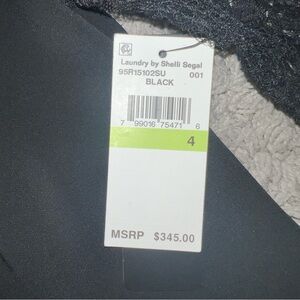 Laundry by Shelli Segal
95R15102SU 001
BLACK
7 99016 75471 6
4
MSRP $345.00